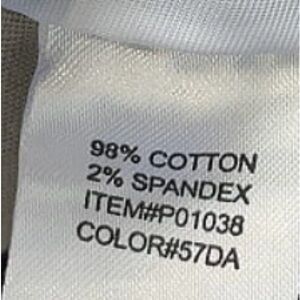 98% COTTON
2% SPANDEX
ITEM#P01038
COLOR#57DA